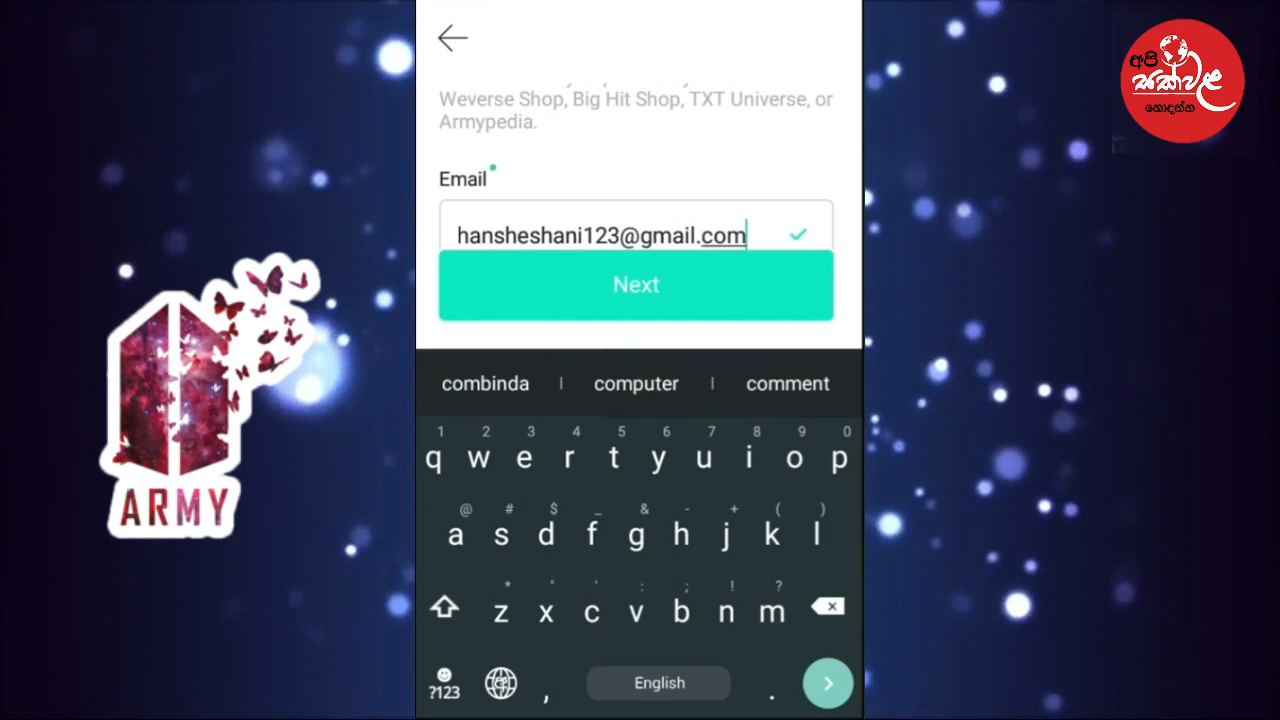 Weverse Shop, Big Hit Shop, TXT Universe, or
Armypedia.
Email
hansheshani123@gmail.com
Next
combinda | computer | comment
1 2 3 4 5 6 7 8 9 0
q w e r t y u i o p
@ # $ _ & - + ( )
a s d f g h j k l
* " ' : ; ! ?
z x c v b n m
?123 , English .
ARMY
අපි
සක්වළ
නොදන්න